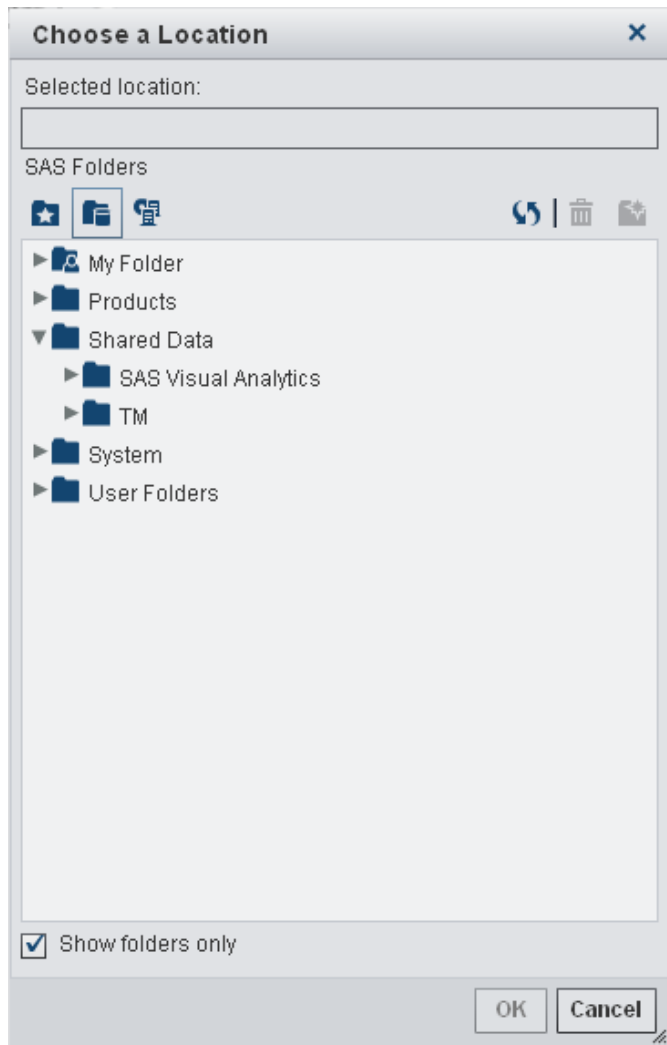 Choose a Location
Selected location:
SAS Folders
My Folder
Products
Shared Data
SAS Visual Analytics
TM
System
User Folders
Show folders only
OK Cancel